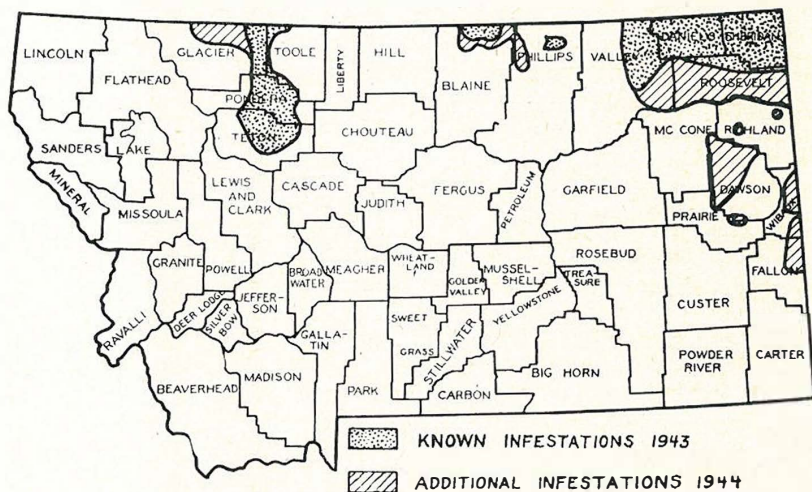 LINCOLN
GLACIER
TOOLE
LIBERTY
HILL
BLAINE
PHILLIPS
VALLEY
DANIELS
SHERIDAN
FLATHEAD
PONDERA
ROOSEVELT
TETON
CHOUTEAU
MC CONE
RICHLAND
SANDERS
LAKE
MINERAL
MISSOULA
LEWIS
AND
CLARK
CASCADE
JUDITH
FERGUS
PETROLEUM
GARFIELD
DAWSON
PRAIRIE
WIBAUX
GRANITE
POWELL
BROAD
WATER
MEAGHER
WHEAT-
LAND
GOLDEN
VALLEY
MUSSEL-
SHELL
ROSEBUD
TREA-
SURE
FALLON
RAVALLI
DEER LODGE
SILVER
BOW
JEFFER-
SON
CUSTER
GALLA-
TIN
SWEET
GRASS
STILLWATER
YELLOWSTONE
BEAVERHEAD
MADISON
PARK
CARBON
BIG HORN
POWDER
RIVER
CARTER
KNOWN INFESTATIONS 1943
ADDITIONAL INFESTATIONS 1944